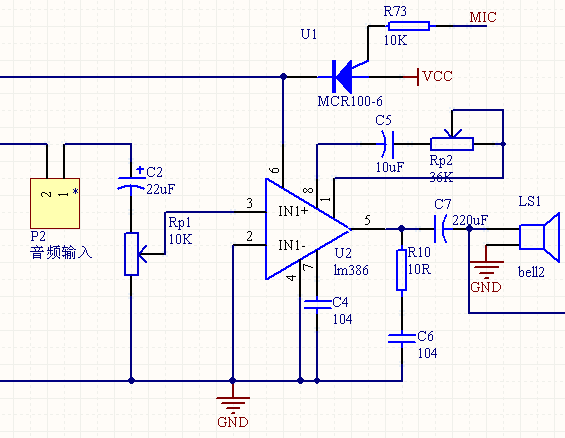 R73
MIC
U1
10K
VCC
MCR100-6
C5
10uF
Rp2
36K
6
8
1
C2
22uF
2
1
*
P2
音频输入
Rp1
10K
3
IN1+
2
IN1-
5
U2
lm386
4
7
C4
104
C7
220uF
LS1
bell2
R10
10R
GND
C6
104
GND